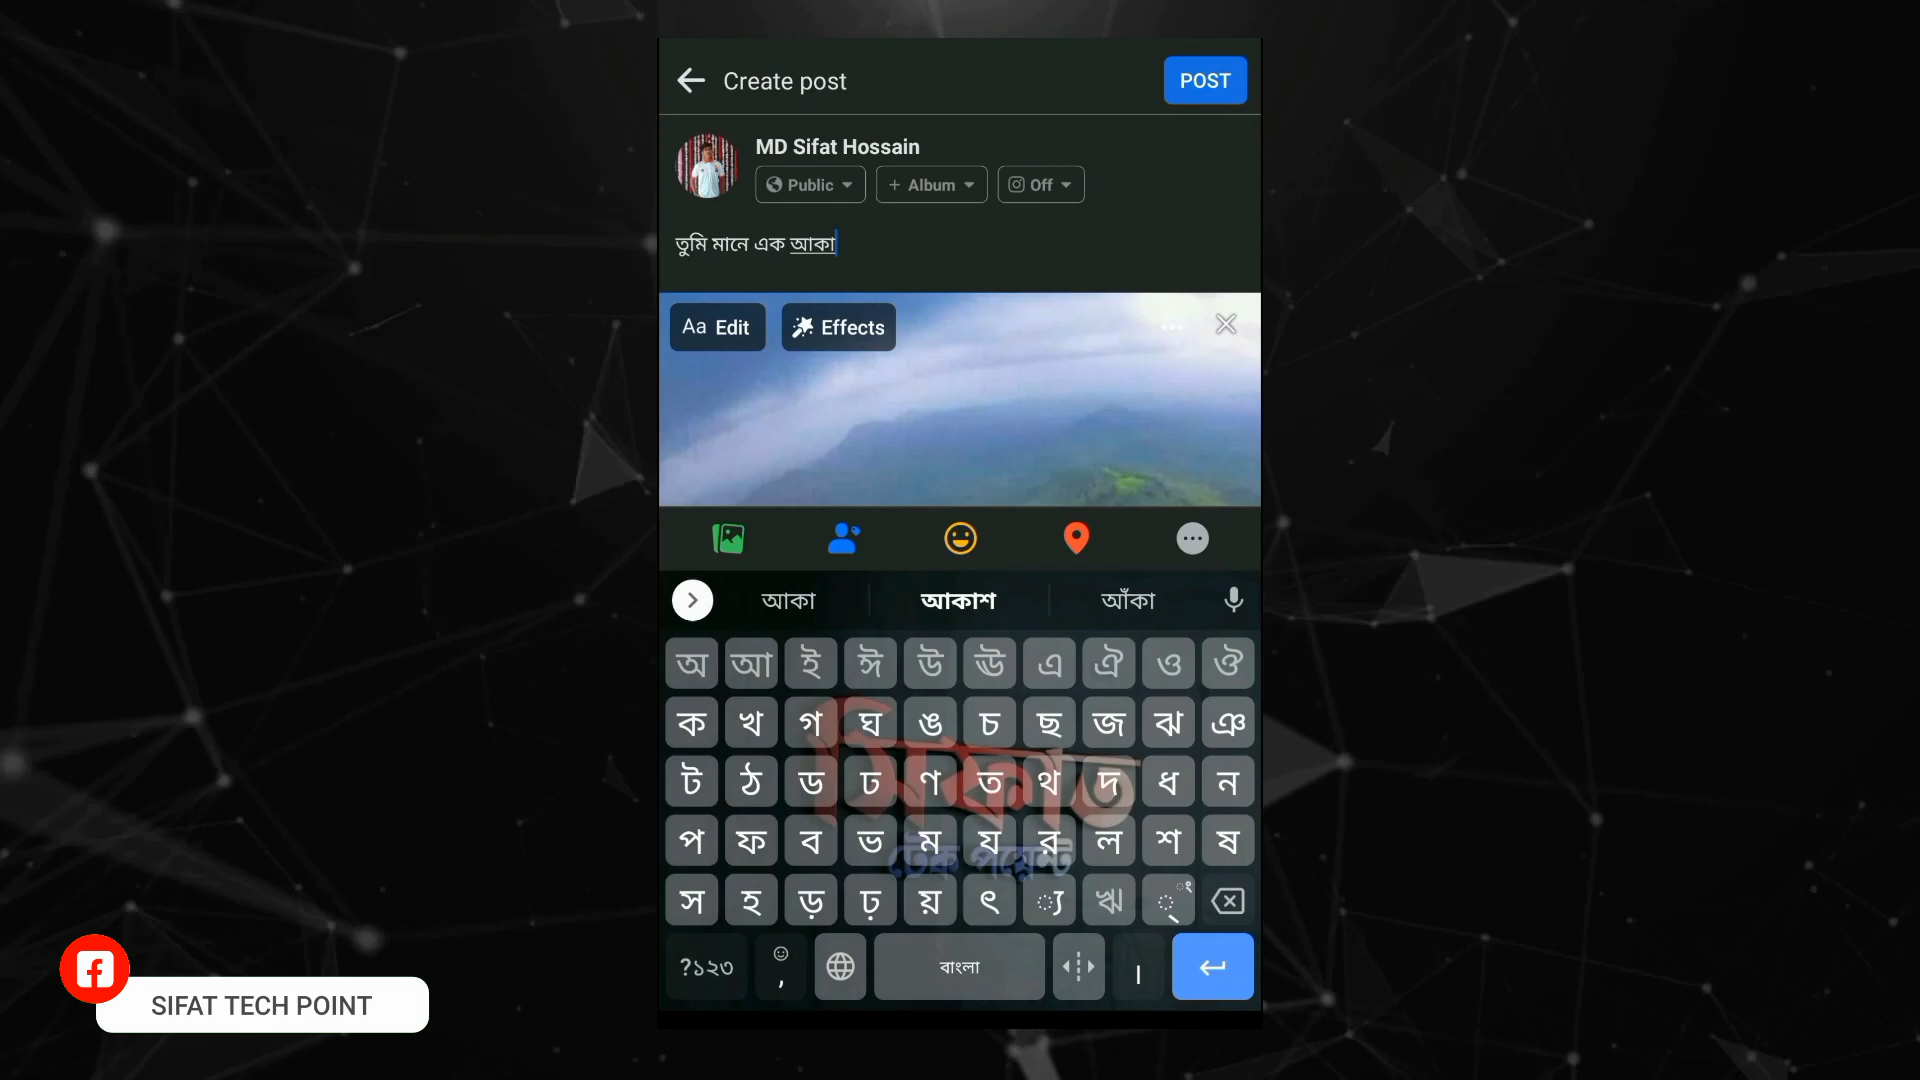 Create post
POST
MD Sifat Hossain
Public
+ Album
Off
তুমি মানে এক আকা
Aa Edit
Effects
আকা আকাশ আঁকা
অ আ ই ঈ উ ঊ এ ঐ ও ঔ
ক খ গ ঘ ঙ চ ছ জ ঝ ঞ
ট ঠ ড ঢ ণ ত থ দ ধ ন
প ফ ব ভ ম য র ল শ ষ
স হ ড় ঢ় য় ৎ ্য ঋ ্ ং
?১২৩ , বাংলা ।
সিফাত
টেক পয়েন্ট
SIFAT TECH POINT